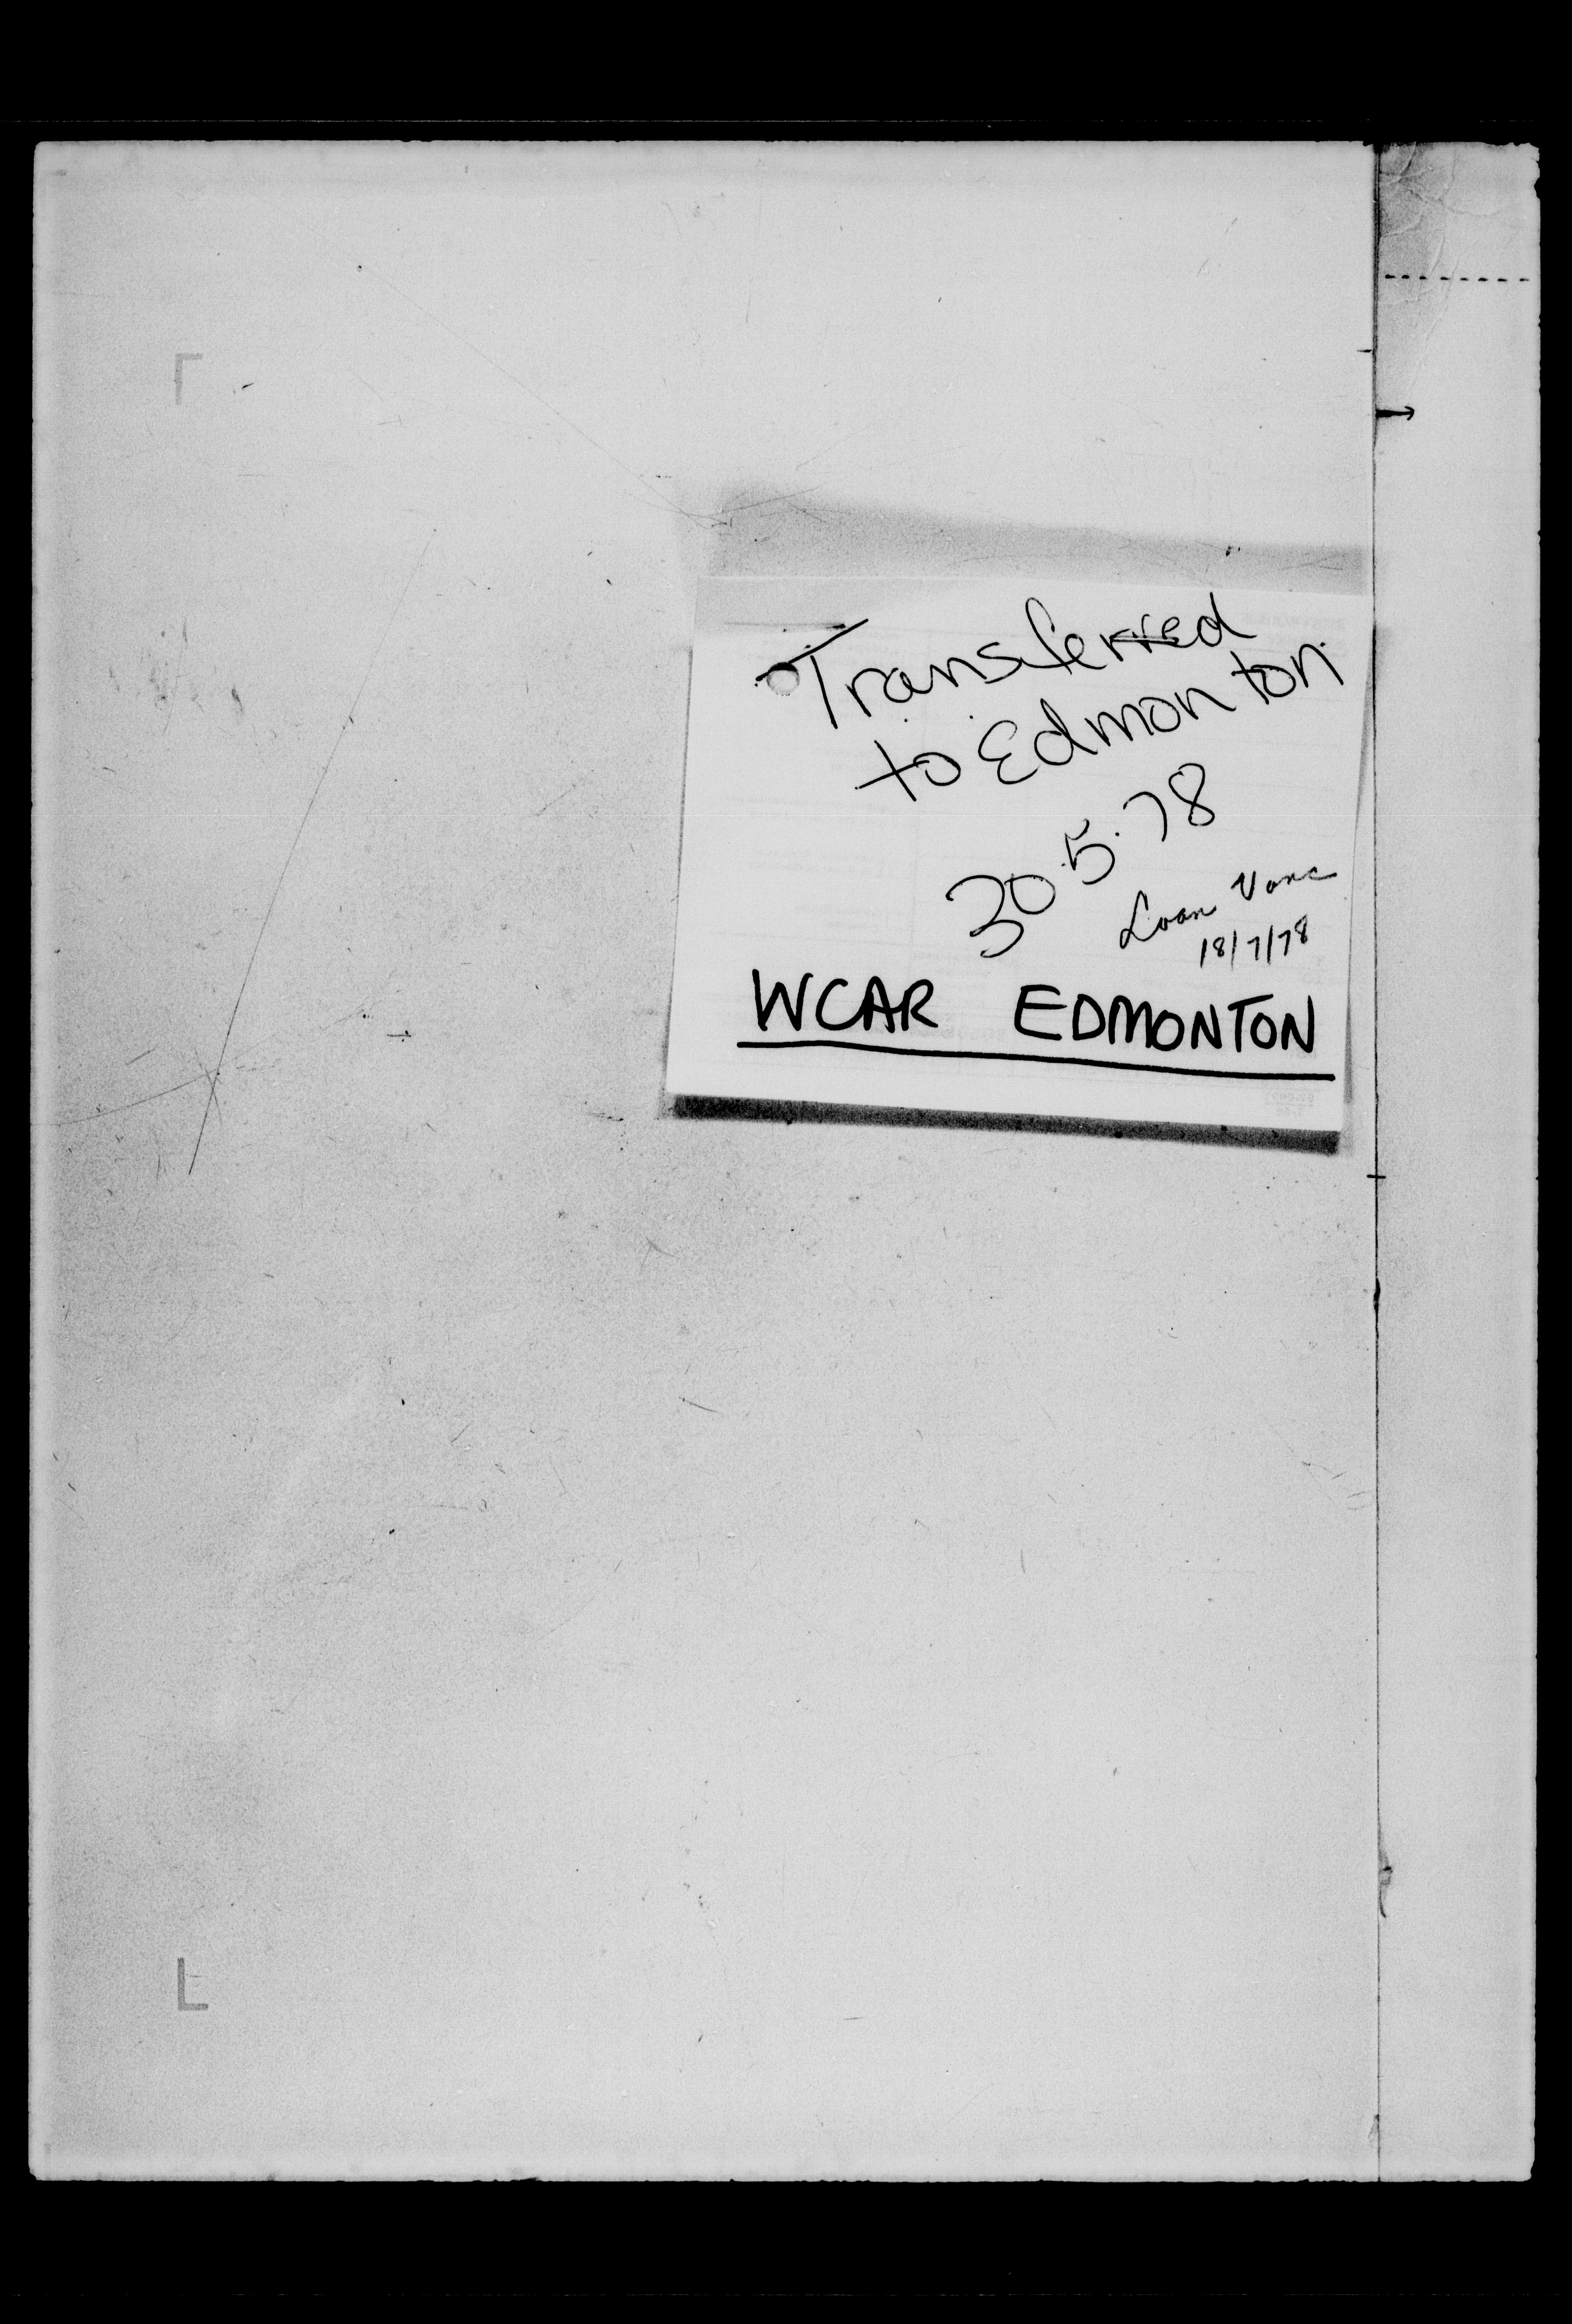 Transferred
to Edmonton
30.5.78
Loan Vanc
18/7/78
WCAR EDMONTON